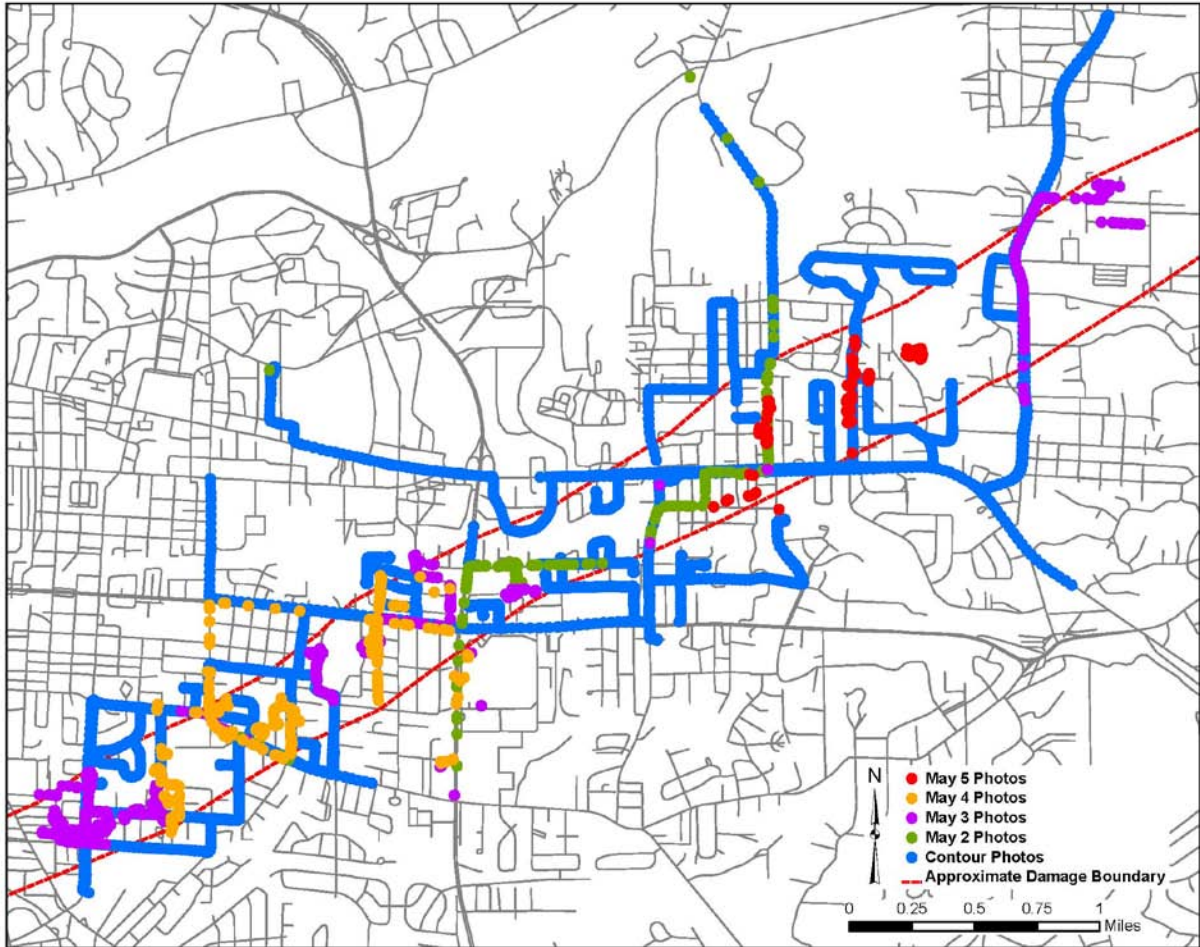 N
May 5 Photos
May 4 Photos
May 3 Photos
May 2 Photos
Contour Photos
Approximate Damage Boundary
0 0.25 0.5 0.75 1
Miles